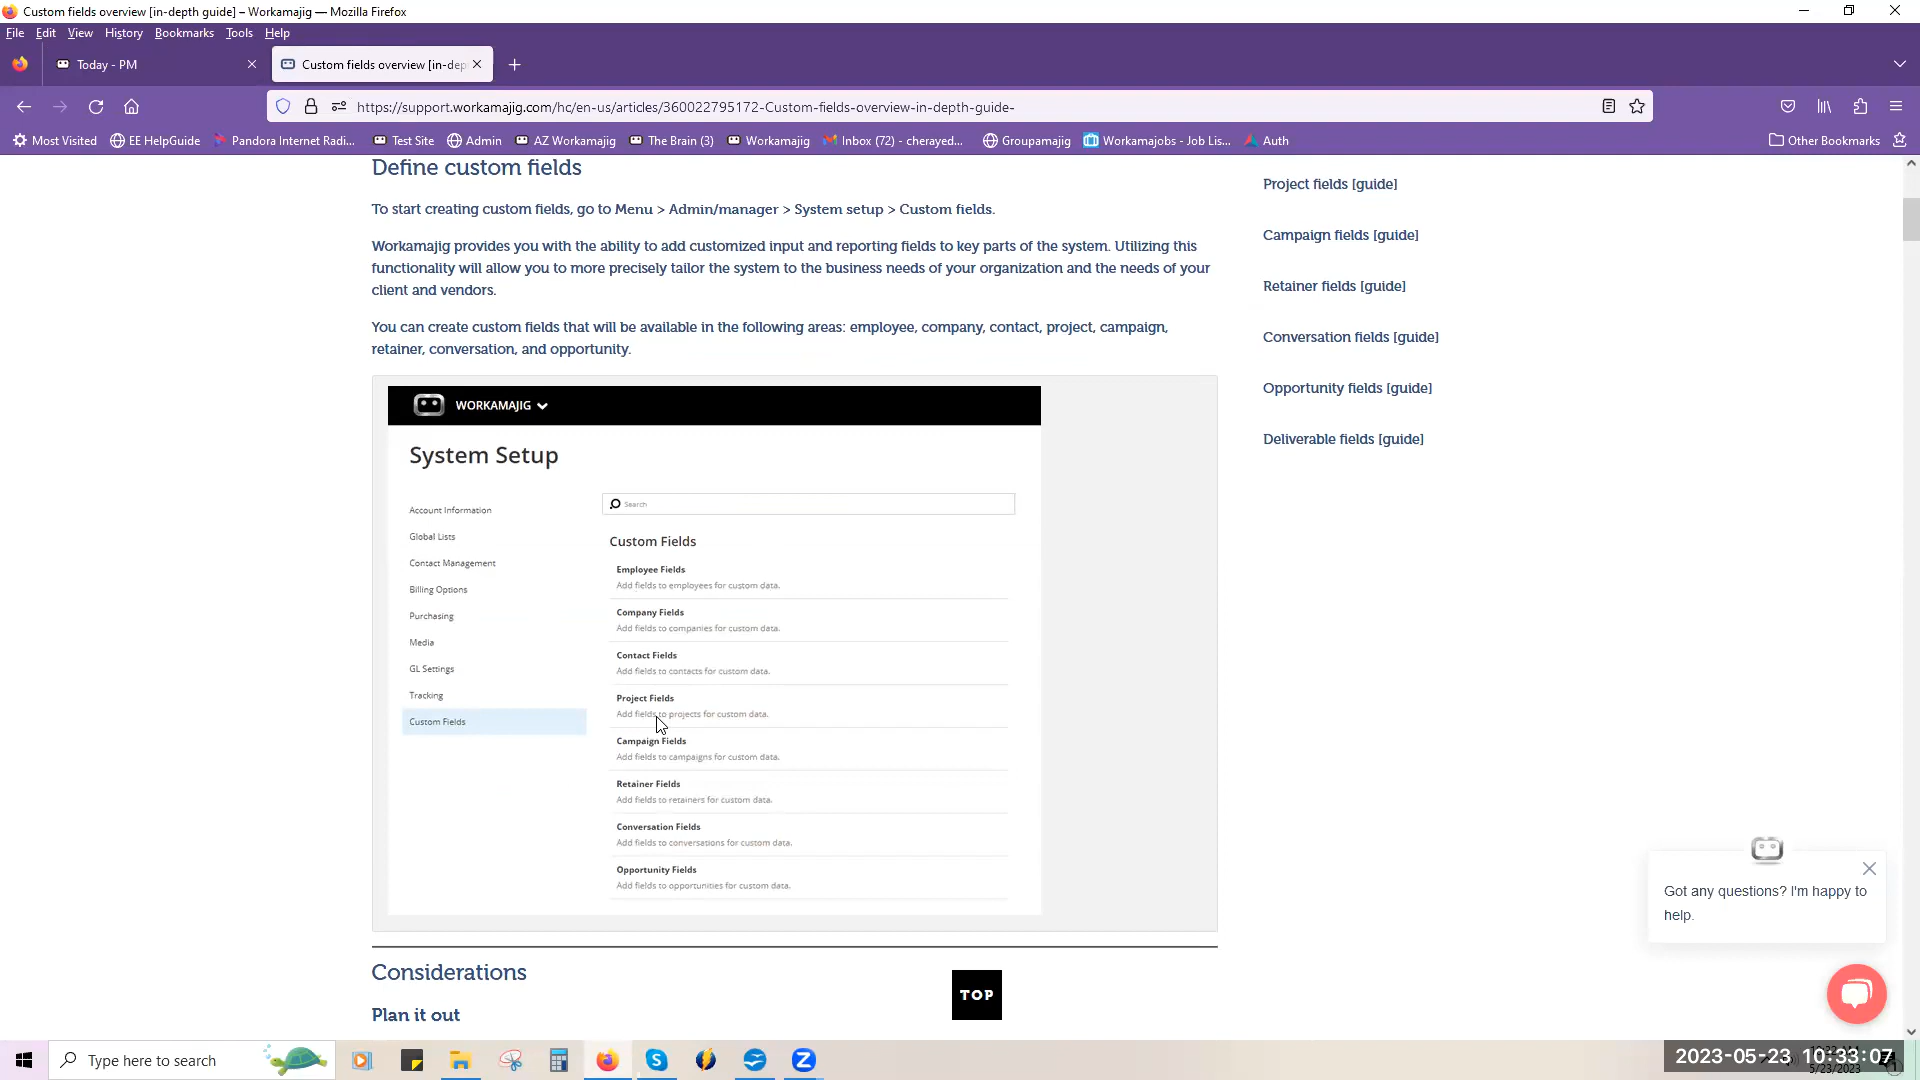 Custom fields overview [in-depth guide] – Workamajig — Mozilla Firefox
File Edit View History Bookmarks Tools Help
Today - PM
Custom fields overview [in-dep
https://support.workamajig.com/hc/en-us/articles/360022795172-Custom-fields-overview-in-depth-guide-
Most Visited EE HelpGuide Pandora Internet Radi... Test Site Admin AZ Workamajig The Brain (3) Workamajig Inbox (72) - cherayed... Groupamajig Workamajobs - Job Lis... Auth Other Bookmarks
Define custom fields
To start creating custom fields, go to Menu > Admin/manager > System setup > Custom fields.
Workamajig provides you with the ability to add customized input and reporting fields to key parts of the system. Utilizing this
functionality will allow you to more precisely tailor the system to the business needs of your organization and the needs of your
client and vendors.
You can create custom fields that will be available in the following areas: employee, company, contact, project, campaign,
retainer, conversation, and opportunity.
WORKAMAJIG
System Setup
Account Information
Global Lists
Contact Management
Billing Options
Purchasing
Media
GL Settings
Tracking
Custom Fields
Search
Custom Fields
Employee Fields
Add fields to employees for custom data.
Company Fields
Add fields to companies for custom data.
Contact Fields
Add fields to contacts for custom data.
Project Fields
Add fields to projects for custom data.
Campaign Fields
Add fields to campaigns for custom data.
Retainer Fields
Add fields to retainers for custom data.
Conversation Fields
Add fields to conversations for custom data.
Opportunity Fields
Add fields to opportunities for custom data.
Considerations
Plan it out
TOP
Project fields [guide]
Campaign fields [guide]
Retainer fields [guide]
Conversation fields [guide]
Opportunity fields [guide]
Deliverable fields [guide]
Got any questions? I'm happy to
help.
Type here to search
2023-05-23 10:33:07
5/23/2023